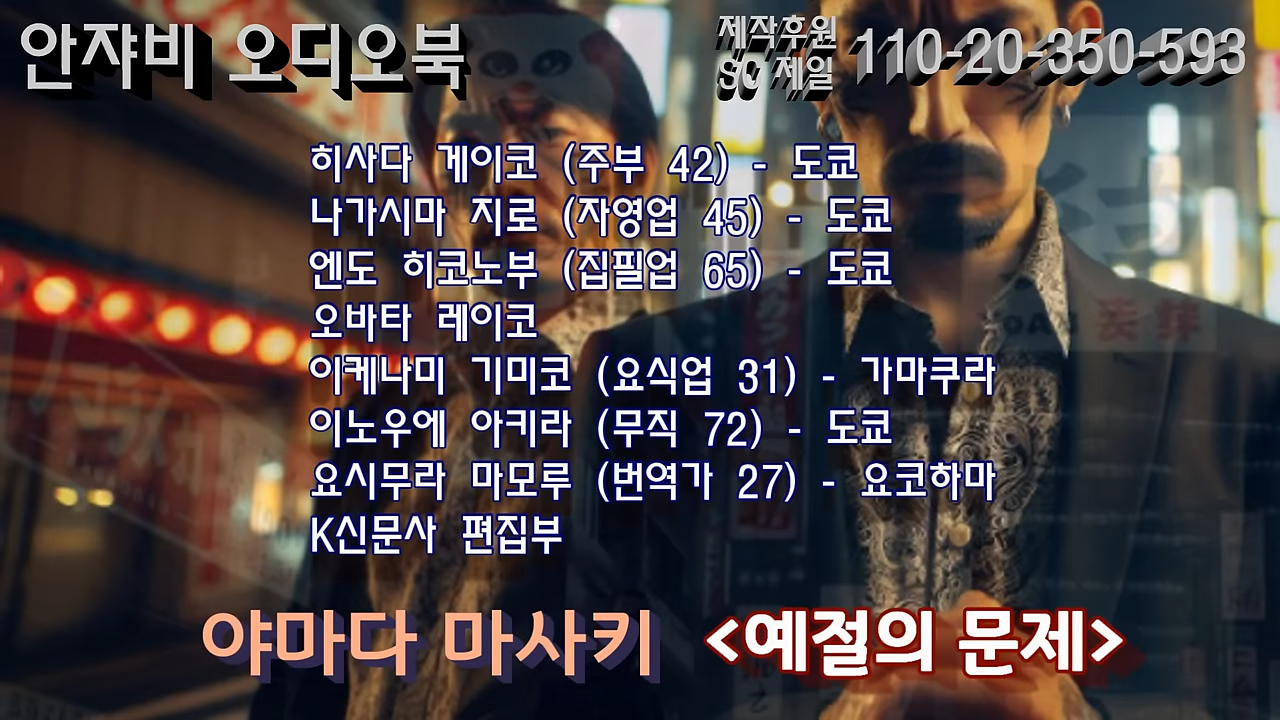 안쟈비 오디오북
제작후원
SC 제일
110-20-350-593
히사다 게이코 (주부 42) - 도쿄
나가시마 지로 (자영업 45) - 도쿄
엔도 히코노부 (집필업 65) - 도쿄
오바타 레이코
이케나미 기미코 (요식업 31) - 가마쿠라
이노우에 아키라 (무직 72) - 도쿄
요시무라 마모루 (번역가 27) - 요코하마
K신문사 편집부
야마다 마사키 <예절의 문제>